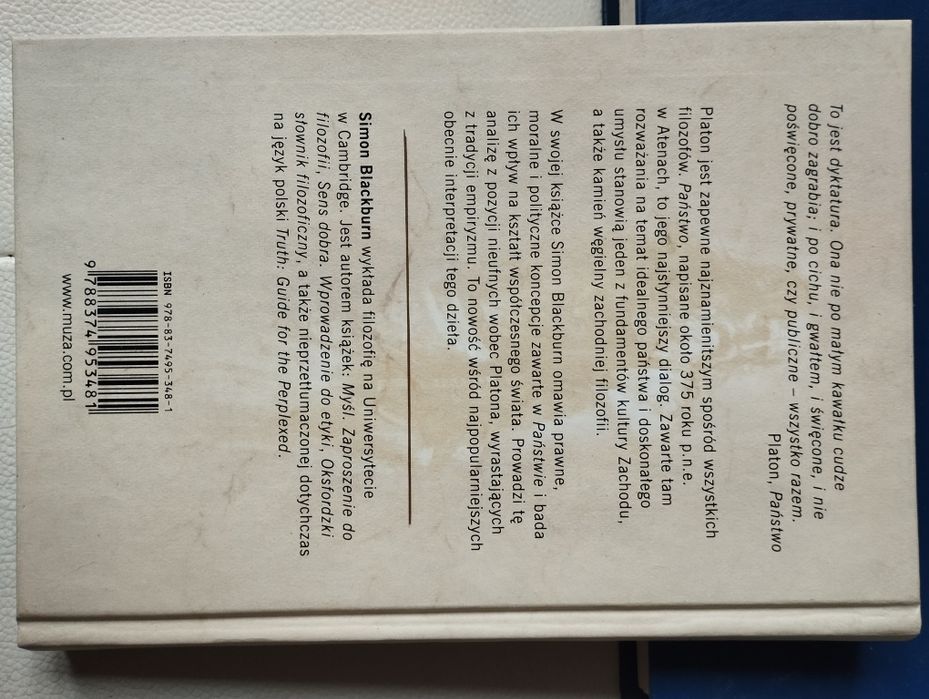 To jest dyktatura. Ona nie po małym kawałku cudze
dobro zagrabia; i po cichu, i gwałtem, i święcone, i nie
poświęcone, prywatne, czy publiczne – wszystko razem.
Platon, Państwo
Platon jest zapewne najznamienitszym spośród wszystkich
filozofów. Państwo, napisane około 375 roku p.n.e.
w Atenach, to jego najsłynniejszy dialog. Zawarte tam
rozważania na temat idealnego państwa i doskonałego
umysłu stanowią jeden z fundamentów kultury Zachodu,
a także kamień węgielny zachodniej filozofii.
W swojej książce Simon Blackburn omawia prawne,
moralne i polityczne koncepcje zawarte w Państwie i bada
ich wpływ na kształt współczesnego świata. Prowadzi tę
analizę z pozycji nieufnych wobec Platona, wyrastających
z tradycji empiryzmu. To nowość wśród najpopularniejszych
obecnie interpretacji tego dzieła.
Simon Blackburn wykłada filozofię na Uniwersytecie
w Cambridge. Jest autorem książek: Myśl. Zaproszenie do
filozofii, Sens dobra. Wprowadzenie do etyki, Oksfordzki
słownik filozoficzny, a także nieprzetłumaczonej dotychczas
na język polski Truth: Guide for the Perplexed.
ISBN 978-83-7495-348-1
9 788374 953481
www.muza.com.pl